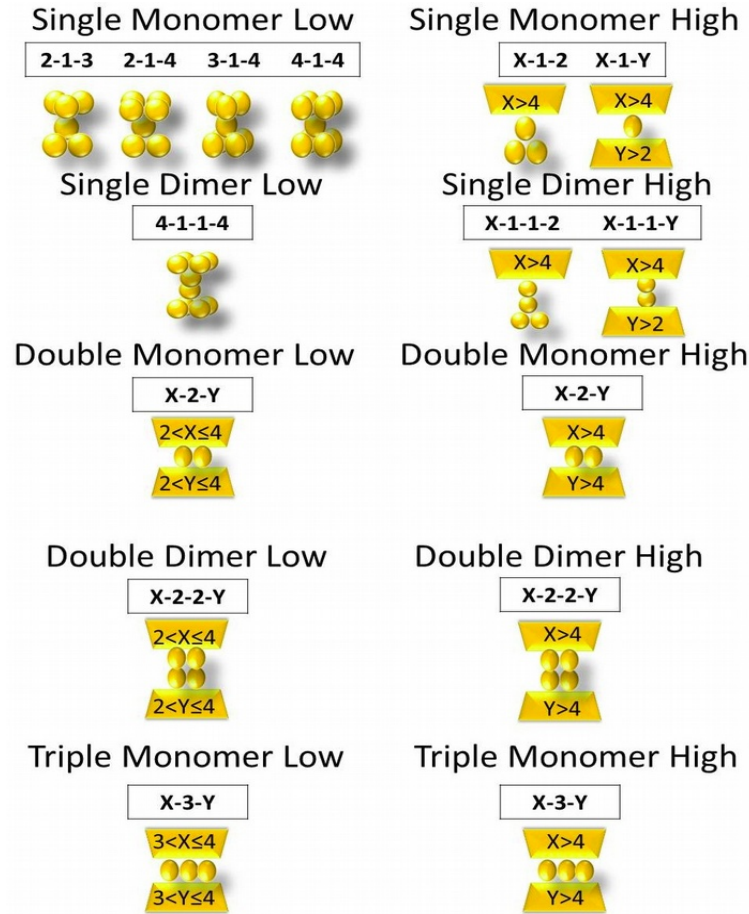 Single Monomer Low
2-1-3 2-1-4 3-1-4 4-1-4
Single Monomer High
X-1-2 X-1-Y
X>4 X>4
Y>2
Single Dimer Low
4-1-1-4
Single Dimer High
X-1-1-2 X-1-1-Y
X>4 X>4
Y>2
Double Monomer Low
X-2-Y
2<X≤4
2<Y≤4
Double Monomer High
X-2-Y
X>4
Y>4
Double Dimer Low
X-2-2-Y
2<X≤4
2<Y≤4
Double Dimer High
X-2-2-Y
X>4
Y>4
Triple Monomer Low
X-3-Y
3<X≤4
3<Y≤4
Triple Monomer High
X-3-Y
X>4
Y>4